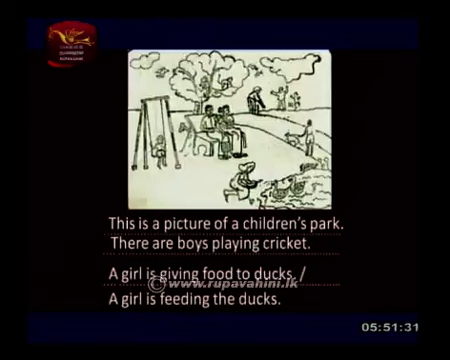 This is a picture of a children's park.
There are boys playing cricket.
A girl is giving food to ducks. /
© www.rupavahini.lk
A girl is feeding the ducks.
05:51:31